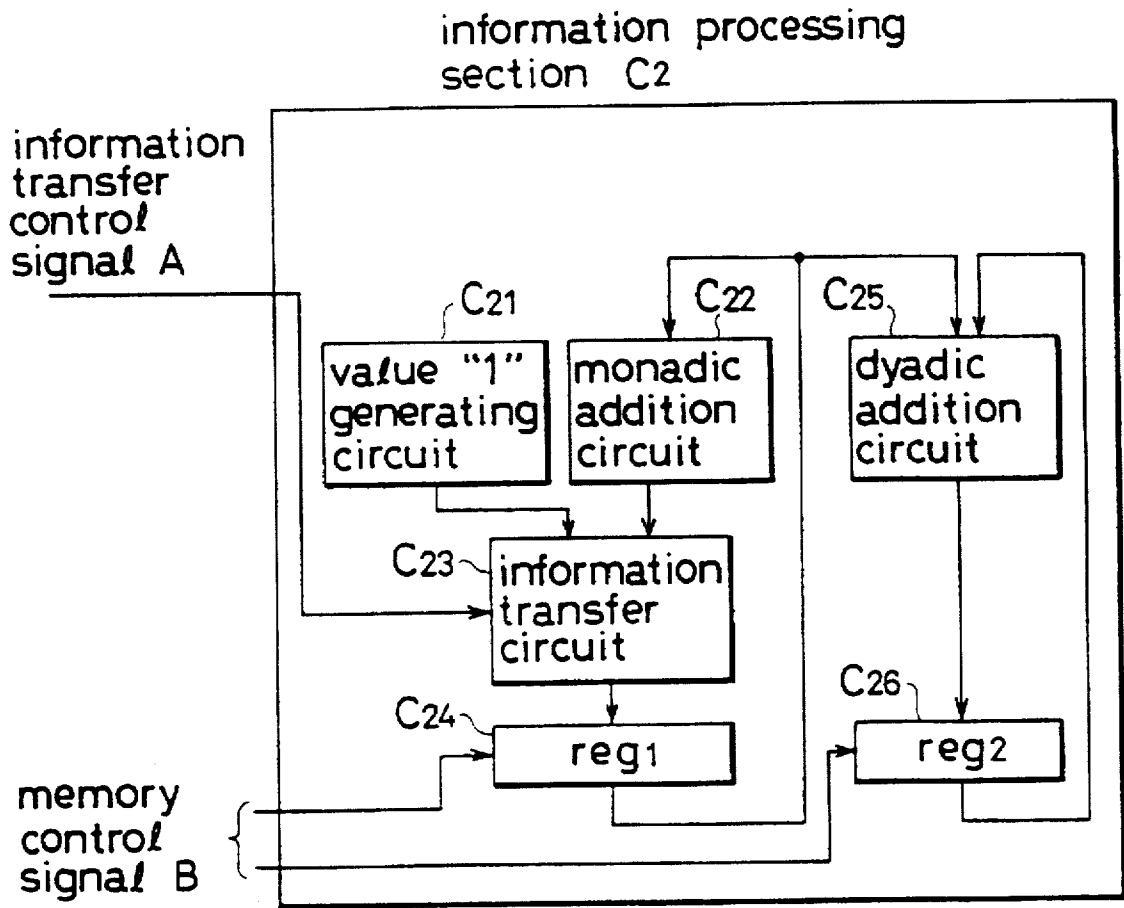 information processing
section C2
information
transfer
control
signal A
C21
C22
C25
value "1"
generating
circuit
monadic
addition
circuit
dyadic
addition
circuit
C23
information
transfer
circuit
C24
reg1
C26
reg2
memory
control
signal B